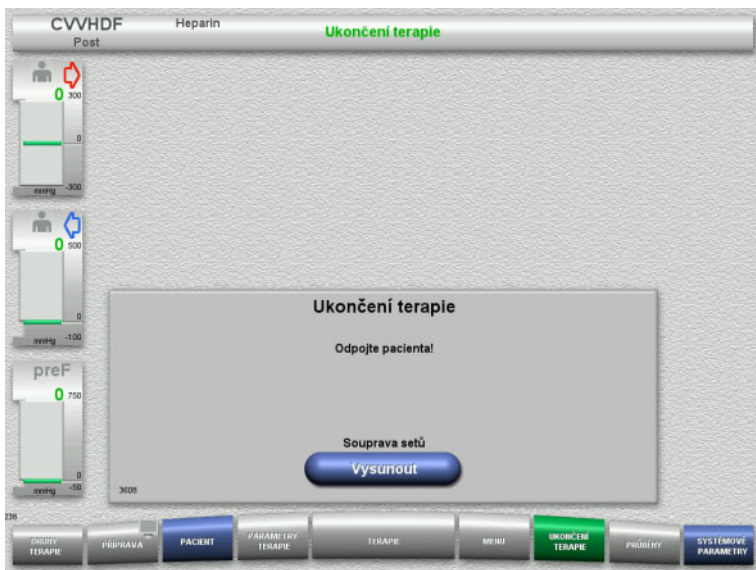 CVVHDF
Post
Heparin
Ukončení terapie
0 300
0
mmHg -300
0 500
0
mmHg -100
preF
0 750
0
mmHg -50
Ukončení terapie
Odpojte pacienta!
Souprava setů
Vysunout
3608
238
DRUHY TERAPIE
PŘÍPRAVA
PACIENT
PARAMETRY TERAPIE
TERAPIE
MENU
UKONČENÍ TERAPIE
PRŮBĚHY
SYSTÉMOVÉ PARAMETRY